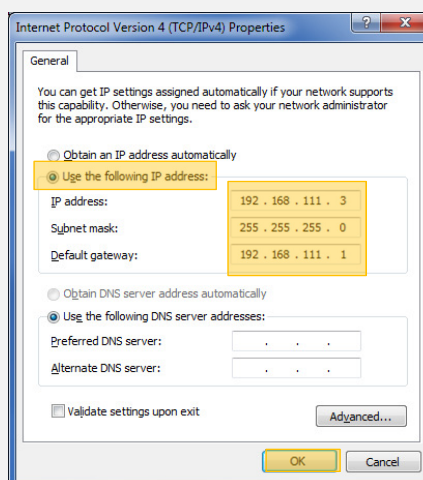 Internet Protocol Version 4 (TCP/IPv4) Properties
General
You can get IP settings assigned automatically if your network supports
this capability. Otherwise, you need to ask your network administrator
for the appropriate IP settings.
Obtain an IP address automatically
Use the following IP address:
IP address: 192 . 168 . 111 . 3
Subnet mask: 255 . 255 . 255 . 0
Default gateway: 192 . 168 . 111 . 1
Obtain DNS server address automatically
Use the following DNS server addresses:
Preferred DNS server: . . .
Alternate DNS server: . . .
Validate settings upon exit
Advanced...
OK Cancel